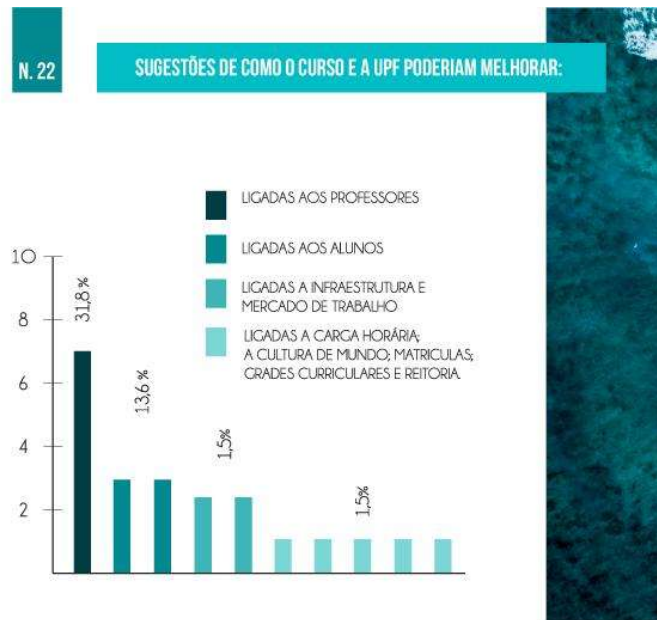 N. 22
SUGESTÕES DE COMO O CURSO E A UPF PODERIAM MELHORAR:
LIGADAS AOS PROFESSORES
LIGADAS AOS ALUNOS
LIGADAS A INFRAESTRUTURA E
MERCADO DE TRABALHO
LIGADAS A CARGA HORÁRIA;
A CULTURA DE MUNDO; MATRICULAS;
GRADES CURRICULARES E REITORIA.
10
8
6
4
2
31,8 %
13,6 %
1,5%
1,5%